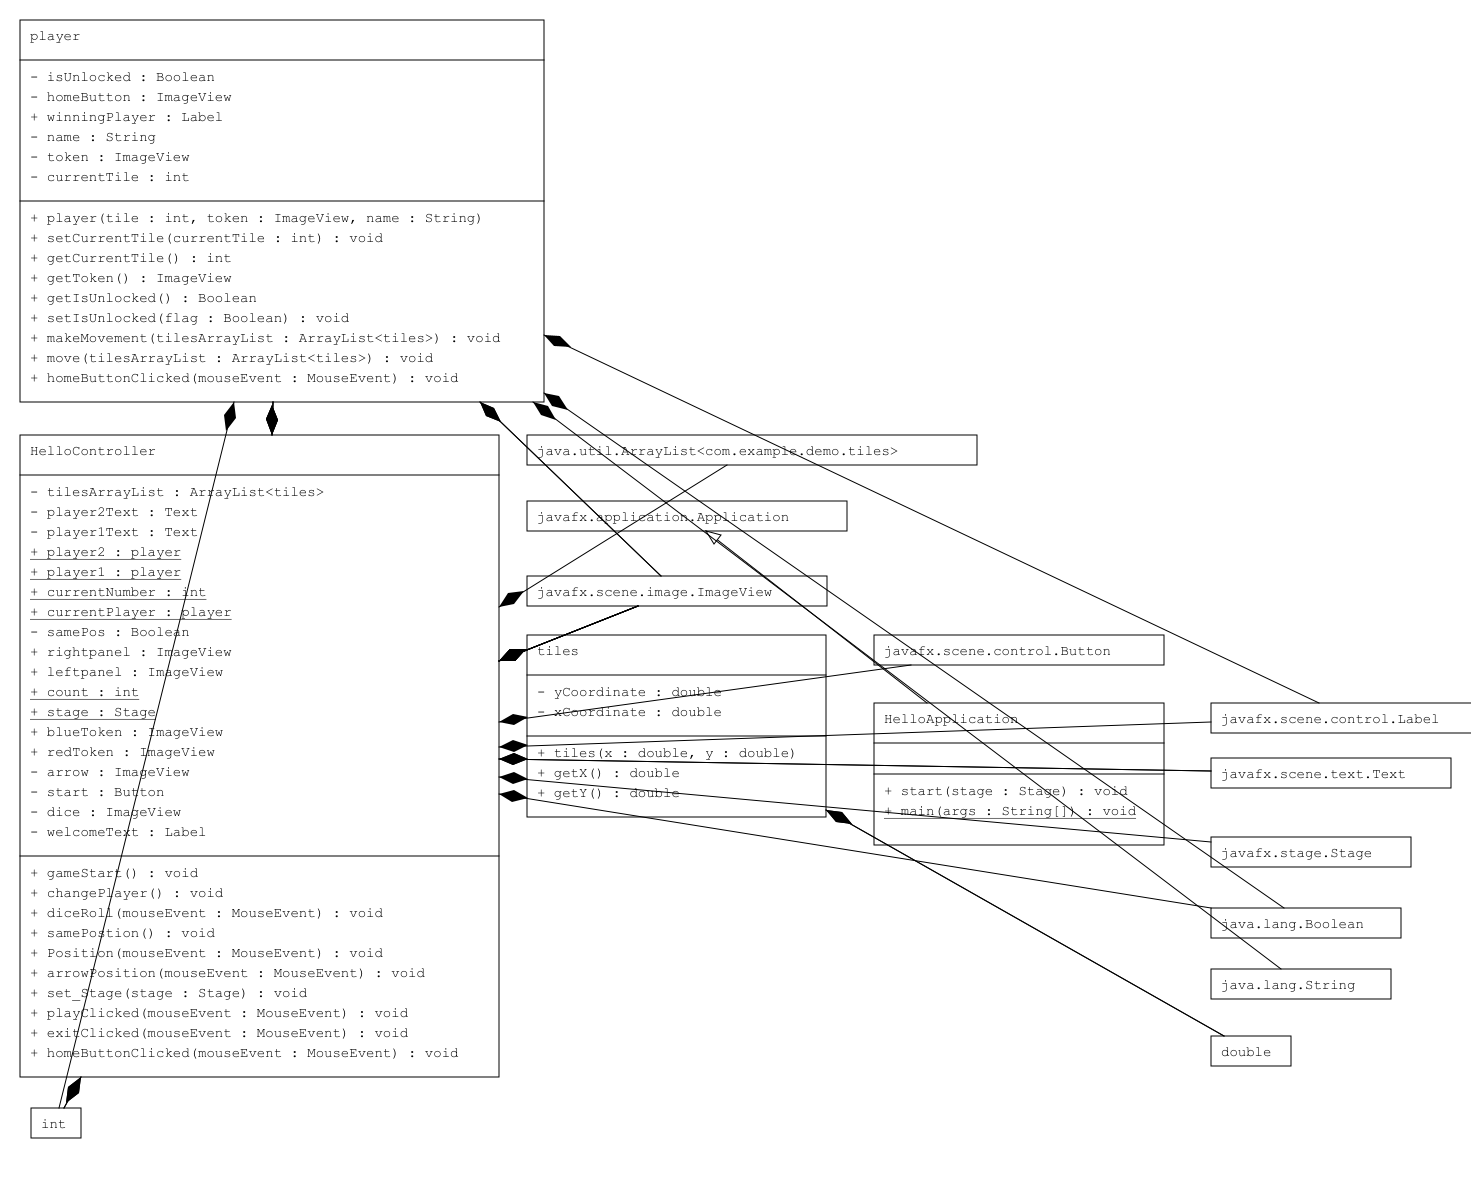 player
- isUnlocked : Boolean
- homeButton : ImageView
+ winningPlayer : Label
- name : String
- token : ImageView
- currentTile : int
+ player(tile : int, token : ImageView, name : String)
+ setCurrentTile(currentTile : int) : void
+ getCurrentTile() : int
+ getToken() : ImageView
+ getIsUnlocked() : Boolean
+ setIsUnlocked(flag : Boolean) : void
+ makeMovement(tilesArrayList : ArrayList<tiles>) : void
+ move(tilesArrayList : ArrayList<tiles>) : void
+ homeButtonClicked(mouseEvent : MouseEvent) : void
HelloController
- tilesArrayList : ArrayList<tiles>
- player2Text : Text
- player1Text : Text
+ player2 : player
+ player1 : player
+ currentNumber : int
+ currentPlayer : player
- samePos : Boolean
+ rightpanel : ImageView
+ leftpanel : ImageView
+ count : int
+ stage : Stage
+ blueToken : ImageView
+ redToken : ImageView
- arrow : ImageView
- start : Button
- dice : ImageView
- welcomeText : Label
+ gameStart() : void
+ changePlayer() : void
+ diceRoll(mouseEvent : MouseEvent) : void
+ samePostion() : void
+ Position(mouseEvent : MouseEvent) : void
+ arrowPosition(mouseEvent : MouseEvent) : void
+ set_Stage(stage : Stage) : void
+ playClicked(mouseEvent : MouseEvent) : void
+ exitClicked(mouseEvent : MouseEvent) : void
+ homeButtonClicked(mouseEvent : MouseEvent) : void
int
java.util.ArrayList<com.example.demo.tiles>
javafx.application.Application
javafx.scene.image.ImageView
tiles
- yCoordinate : double
- xCoordinate : double
+ tiles(x : double, y : double)
+ getX() : double
+ getY() : double
javafx.scene.control.Button
HelloApplication
+ start(stage : Stage) : void
+ main(args : String[]) : void
javafx.scene.control.Label
javafx.scene.text.Text
javafx.stage.Stage
java.lang.Boolean
java.lang.String
double